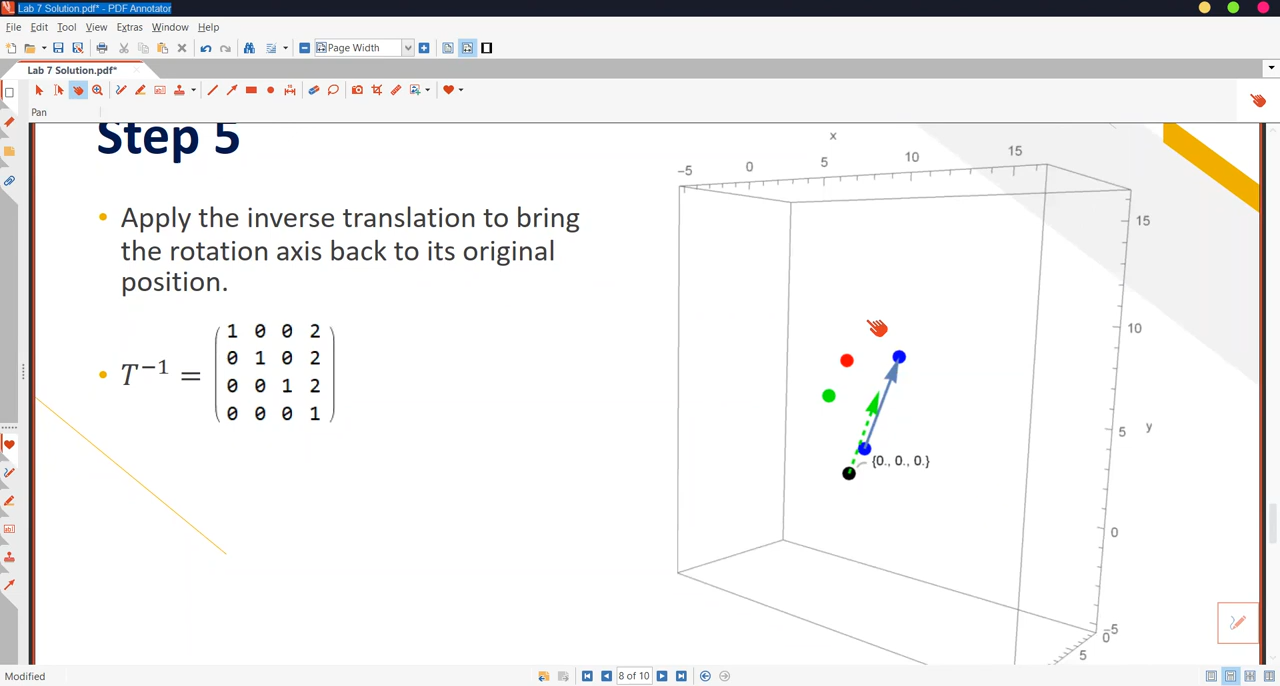 Lab 7 Solution.pdf* - PDF Annotator
File Edit Tool View Extras Window Help
Page Width
Lab 7 Solution.pdf*
Pan
Step 5
• Apply the inverse translation to bring
the rotation axis back to its original
position.
• T⁻¹ =
1 0 0 2
0 1 0 2
0 0 1 2
0 0 0 1
x
-5 0 5 10 15
15
10
5
y
0
-5
0
5
{0., 0., 0.}
Modified
8 of 10